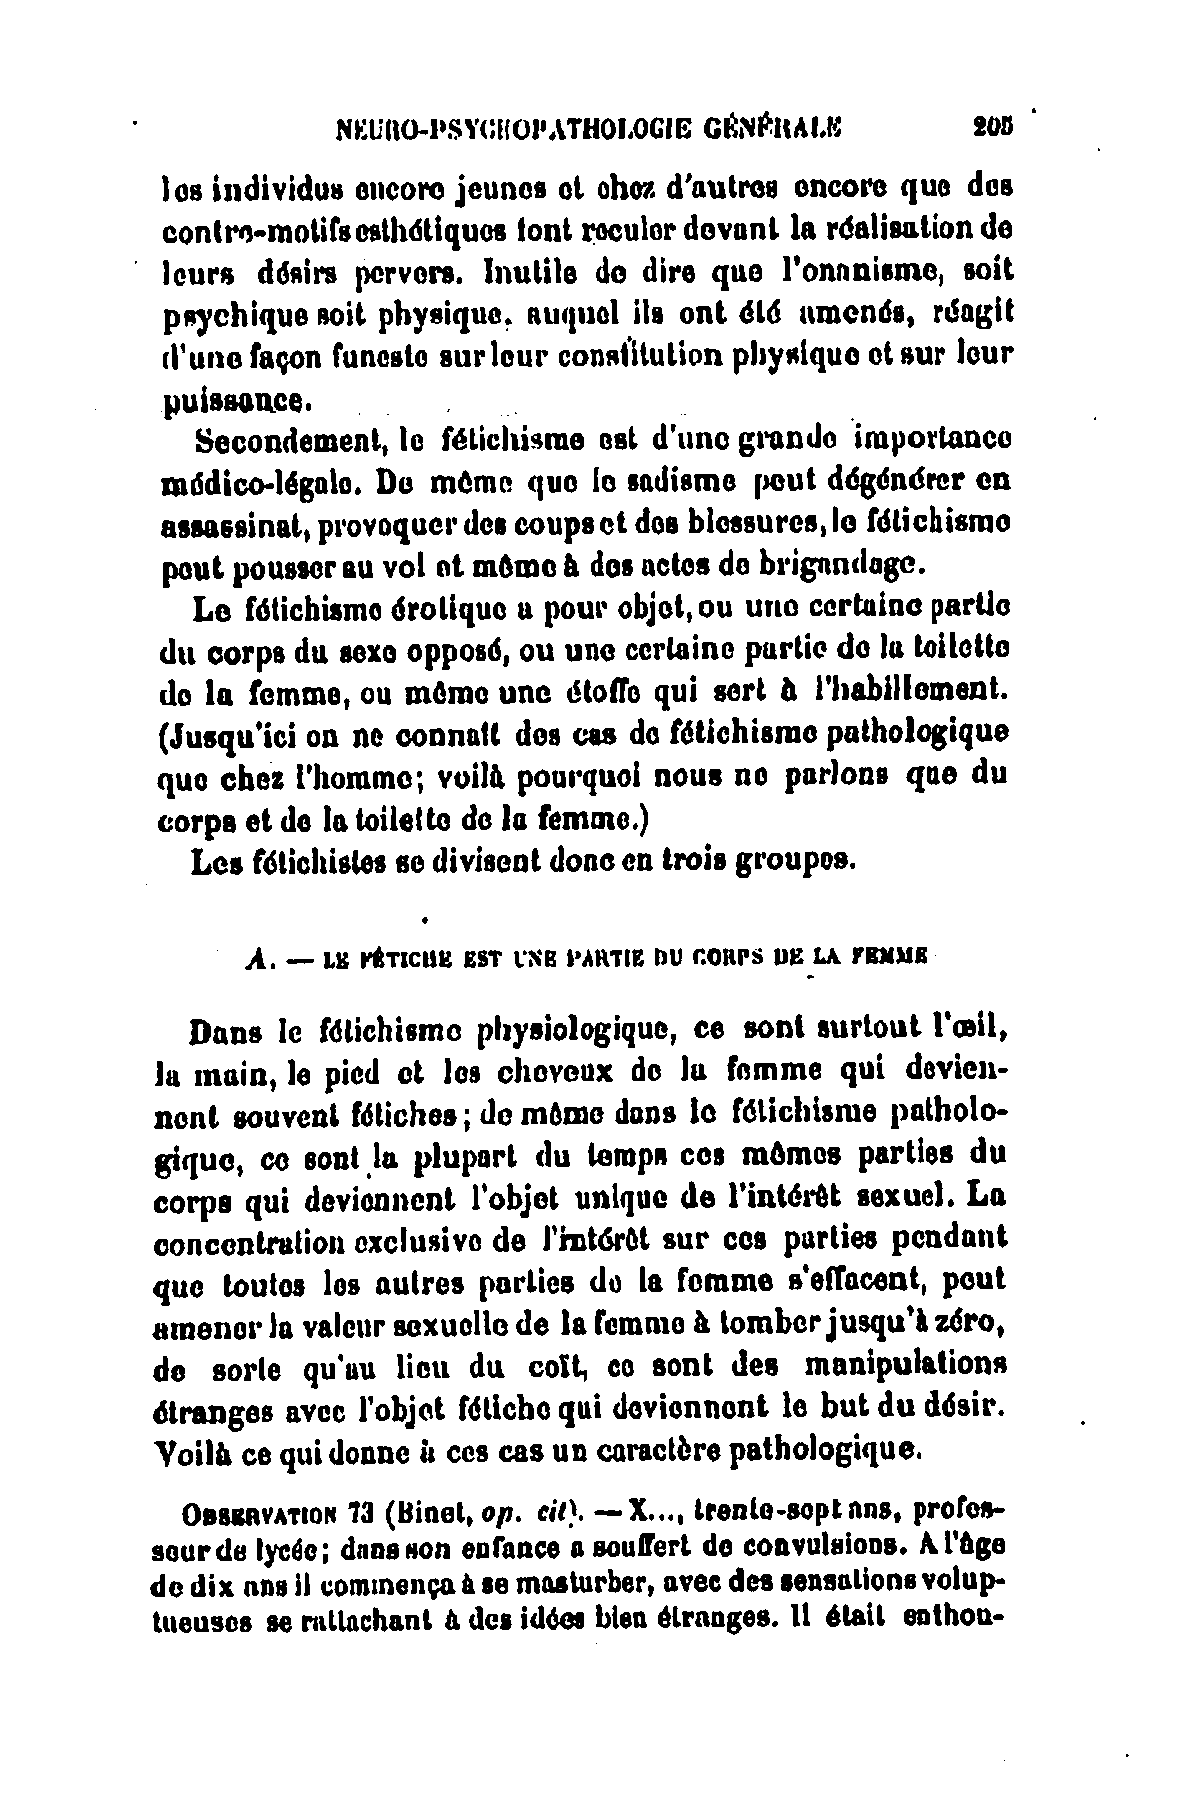 NEURO-PSYCHOPATHOLOGIE GÉNÉRALE 205
les individus encore jeunes et chez d'autres encore que des
contre-motifs esthétiques font reculer devant la réalisation de
leurs désirs pervers. Inutile de dire que l'onanisme, soit
psychique soit physique, auquel ils ont été amenés, réagit
d'une façon funeste sur leur constitution physique et sur leur
puissance.
Secondement, le fétichisme est d'une grande importance
médico-légale. De même que le sadisme peut dégénérer en
assassinat, provoquer des coups et des blessures, le fétichisme
peut pousser au vol et même à des actes de brigandage.
Le fétichisme érotique a pour objet, ou une certaine partie
du corps du sexe opposé, ou une certaine partie de la toilette
de la femme, ou même une étoffe qui sert à l'habillement.
(Jusqu'ici on ne connaît des cas de fétichisme pathologique
que chez l'homme; voilà pourquoi nous ne parlons que du
corps et de la toilette de la femme.)
Les fétichistes se divisent donc en trois groupes.
A. — LE FÉTICHE EST UNE PARTIE DU CORPS DE LA FEMME
Dans le fétichisme physiologique, ce sont surtout l'œil,
la main, le pied et les cheveux de la femme qui devien-
nent souvent fétiches; de même dans le fétichisme patholo-
gique, ce sont la plupart du temps ces mêmes parties du
corps qui deviennent l'objet unique de l'intérêt sexuel. La
concentration exclusive de l'intérêt sur ces parties pendant
que toutes les autres parties de la femme s'effacent, peut
amener la valeur sexuelle de la femme à tomber jusqu'à zéro,
de sorte qu'au lieu du coït, ce sont des manipulations
étranges avec l'objet fétiche qui deviennent le but du désir.
Voilà ce qui donne à ces cas un caractère pathologique.
OBSERVATION 73 (Binet, op. cit). — X..., trente-sept ans, profes-
seur de lycée; dans son enfance a souffert de convulsions. A l'âge
de dix ans il commença à se masturber, avec des sensations volup-
tueuses se rattachant à des idées bien étranges. Il était enthou-